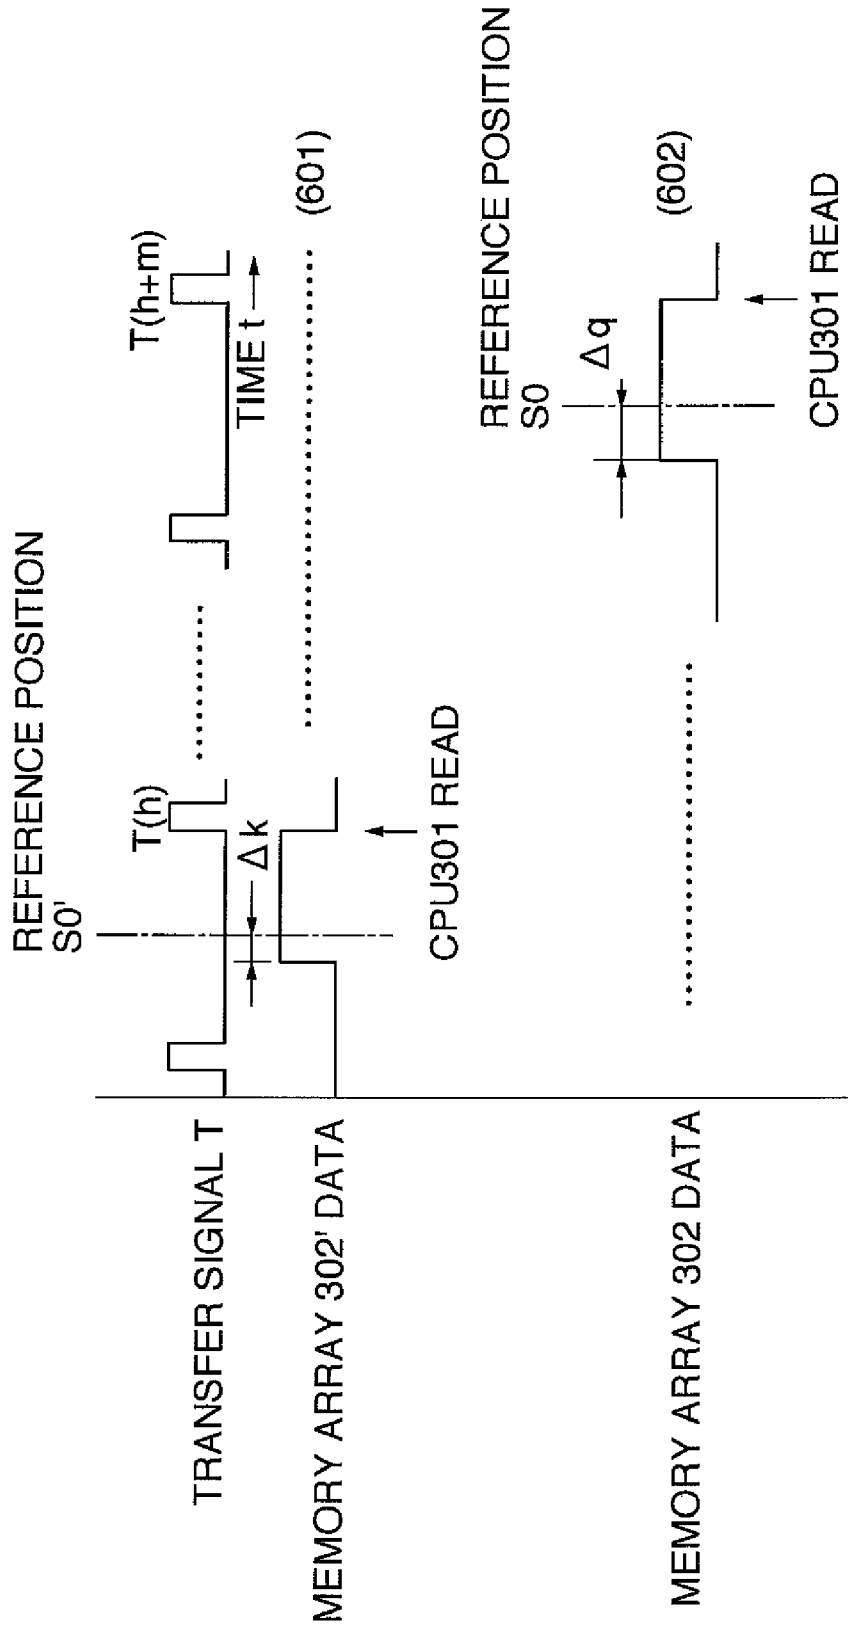 REFERENCE POSITION
S0'
T(h)
T(h+m)
TRANSFER SIGNAL T
TIME t
Δk
MEMORY ARRAY 302' DATA
(601)
CPU301 READ
REFERENCE POSITION
S0
Δq
MEMORY ARRAY 302 DATA
(602)
CPU301 READ